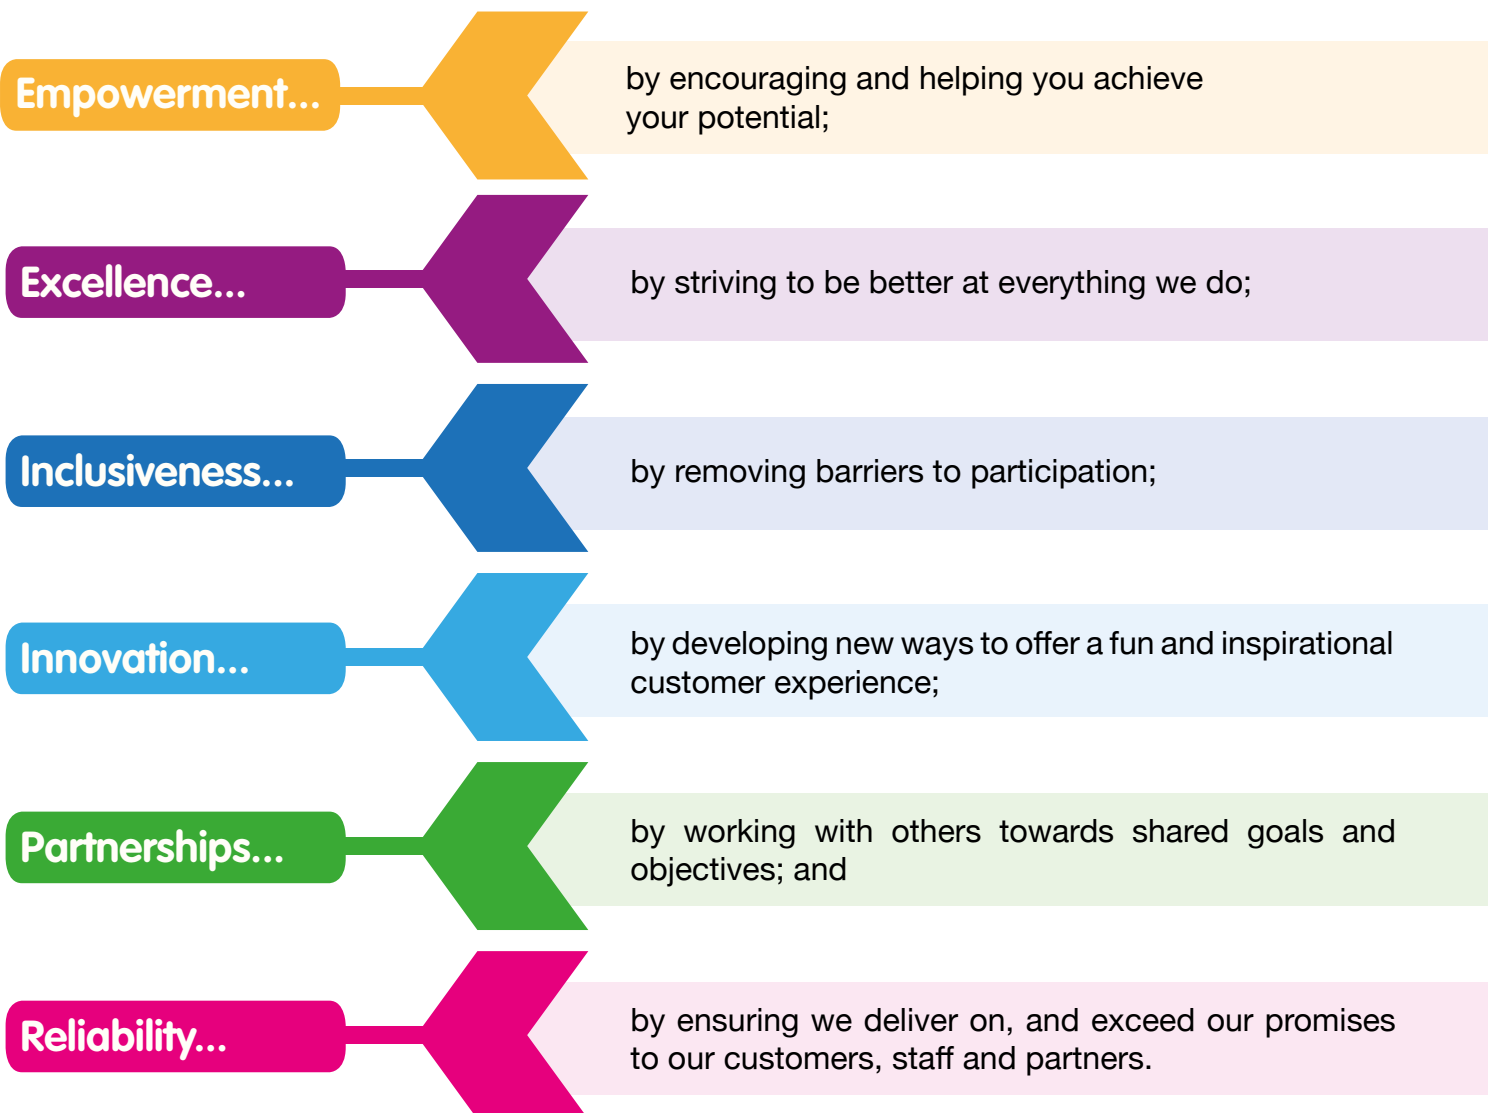 Empowerment...
by encouraging and helping you achieve
your potential;
Excellence...
by striving to be better at everything we do;
Inclusiveness...
by removing barriers to participation;
Innovation...
by developing new ways to offer a fun and inspirational
customer experience;
Partnerships...
by working with others towards shared goals and
objectives; and
Reliability...
by ensuring we deliver on, and exceed our promises
to our customers, staff and partners.